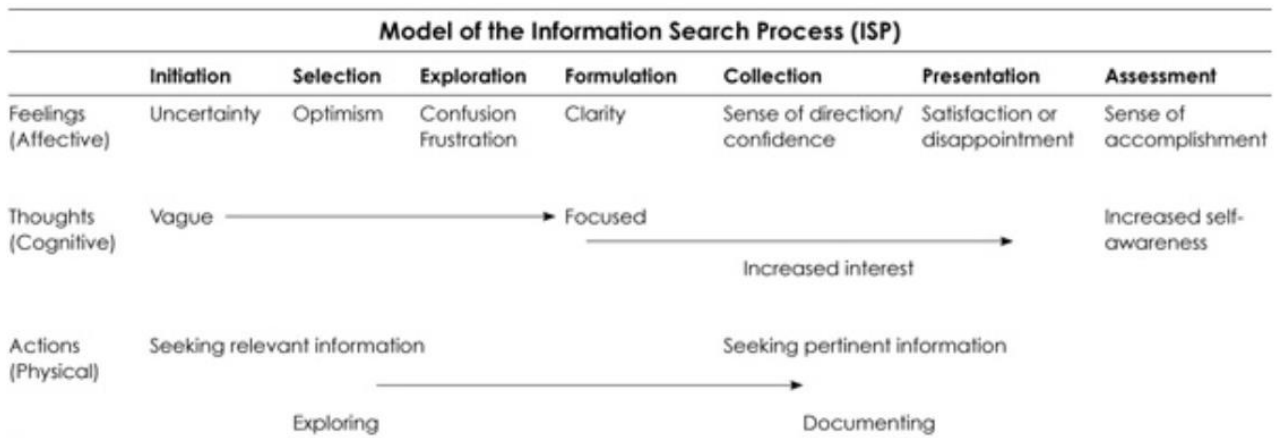 Model of the Information Search Process (ISP)
Initiation Selection Exploration Formulation Collection Presentation Assessment
Feelings Uncertainty Optimism Confusion Clarity Sense of direction/ Satisfaction or Sense of
(Affective) Frustration confidence disappointment accomplishment
Thoughts Vague Focused Increased self-
(Cognitive) awareness
Increased interest
Actions Seeking relevant information Seeking pertinent information
(Physical)
Exploring Documenting